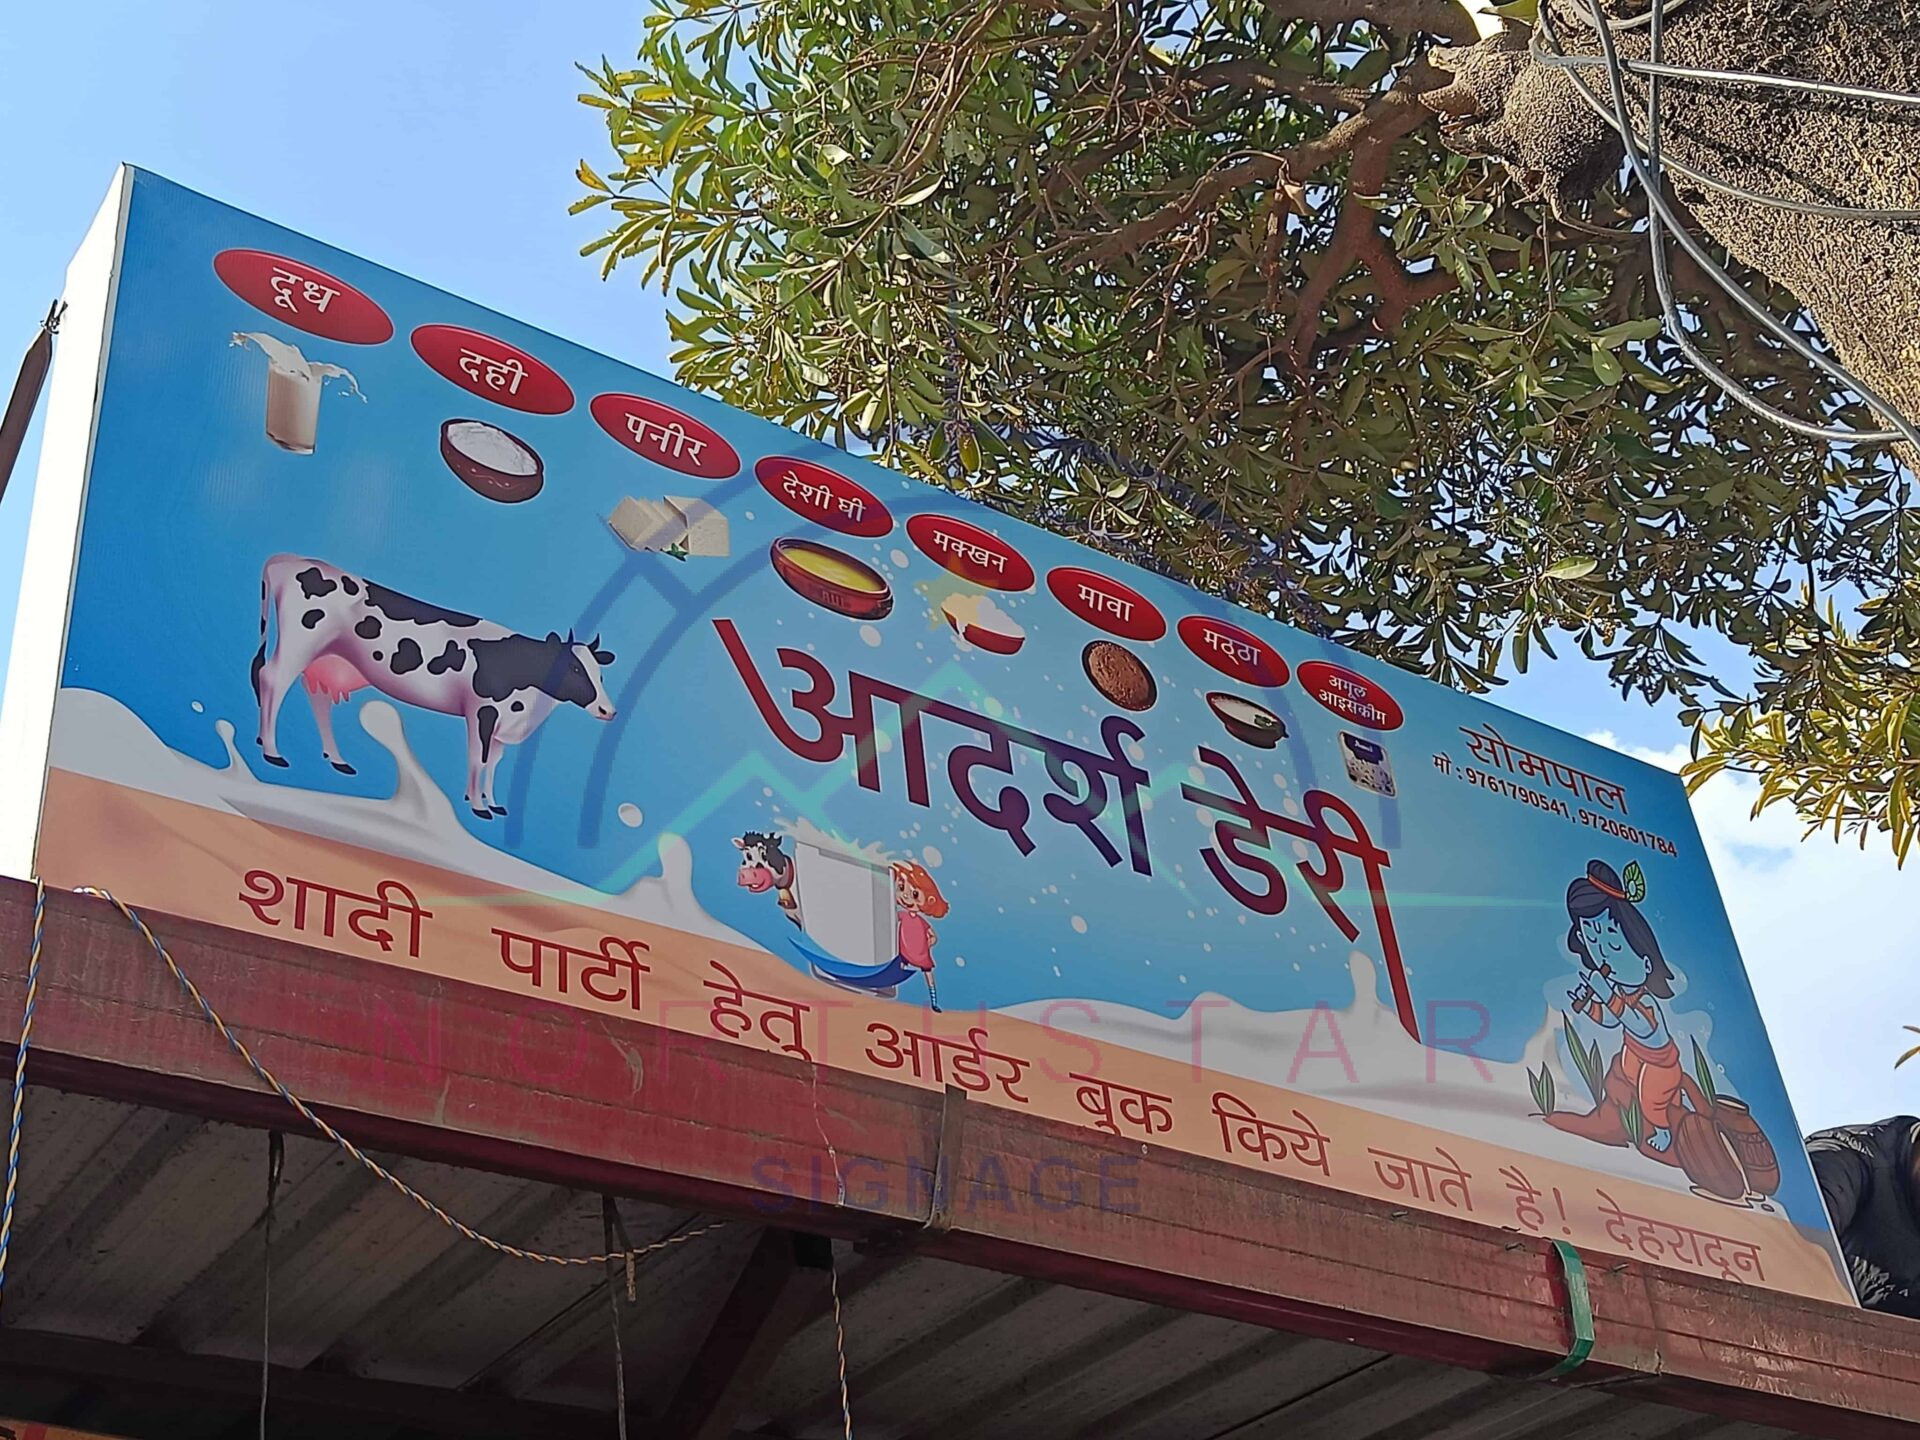 दूध
दही
पनीर
देशी घी
मक्खन
मावा
मठ्ठा
अमूल
आइसक्रीम
आदर्श डेरी
सोमपाल
मो : 9761790541, 9720601784
शादी पार्टी हेतु आर्डर बुक किये जाते है! देहरादून
NORTHSTAR
SIGNAGE